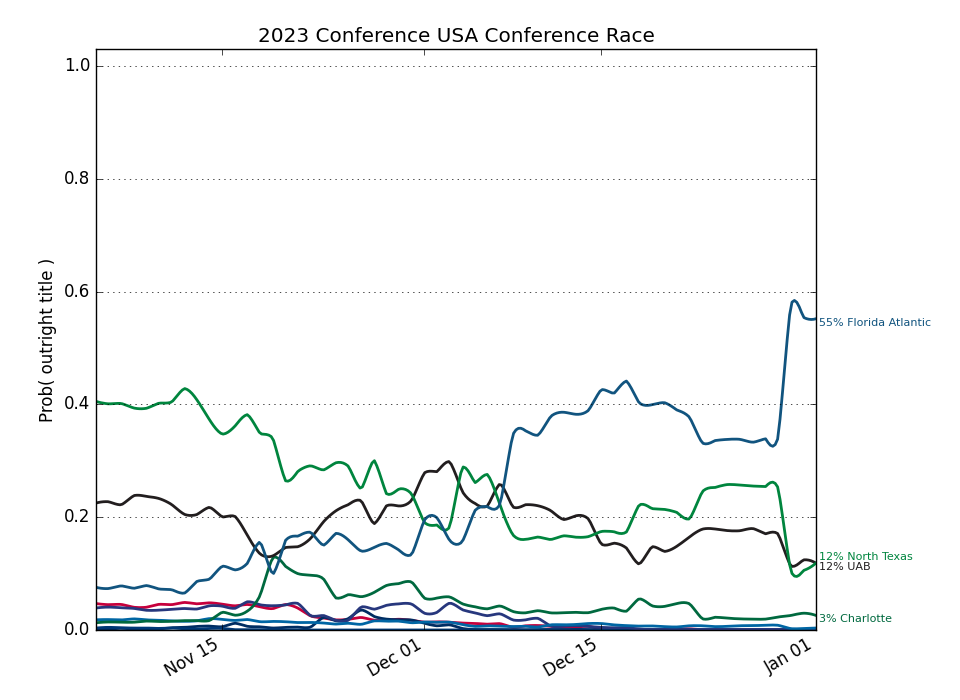 2023 Conference USA Conference Race
Prob( outright title )
1.0
0.8
0.6
0.4
0.2
0.0
Nov 15
Dec 01
Dec 15
Jan 01
55% Florida Atlantic
12% North Texas
12% UAB
3% Charlotte